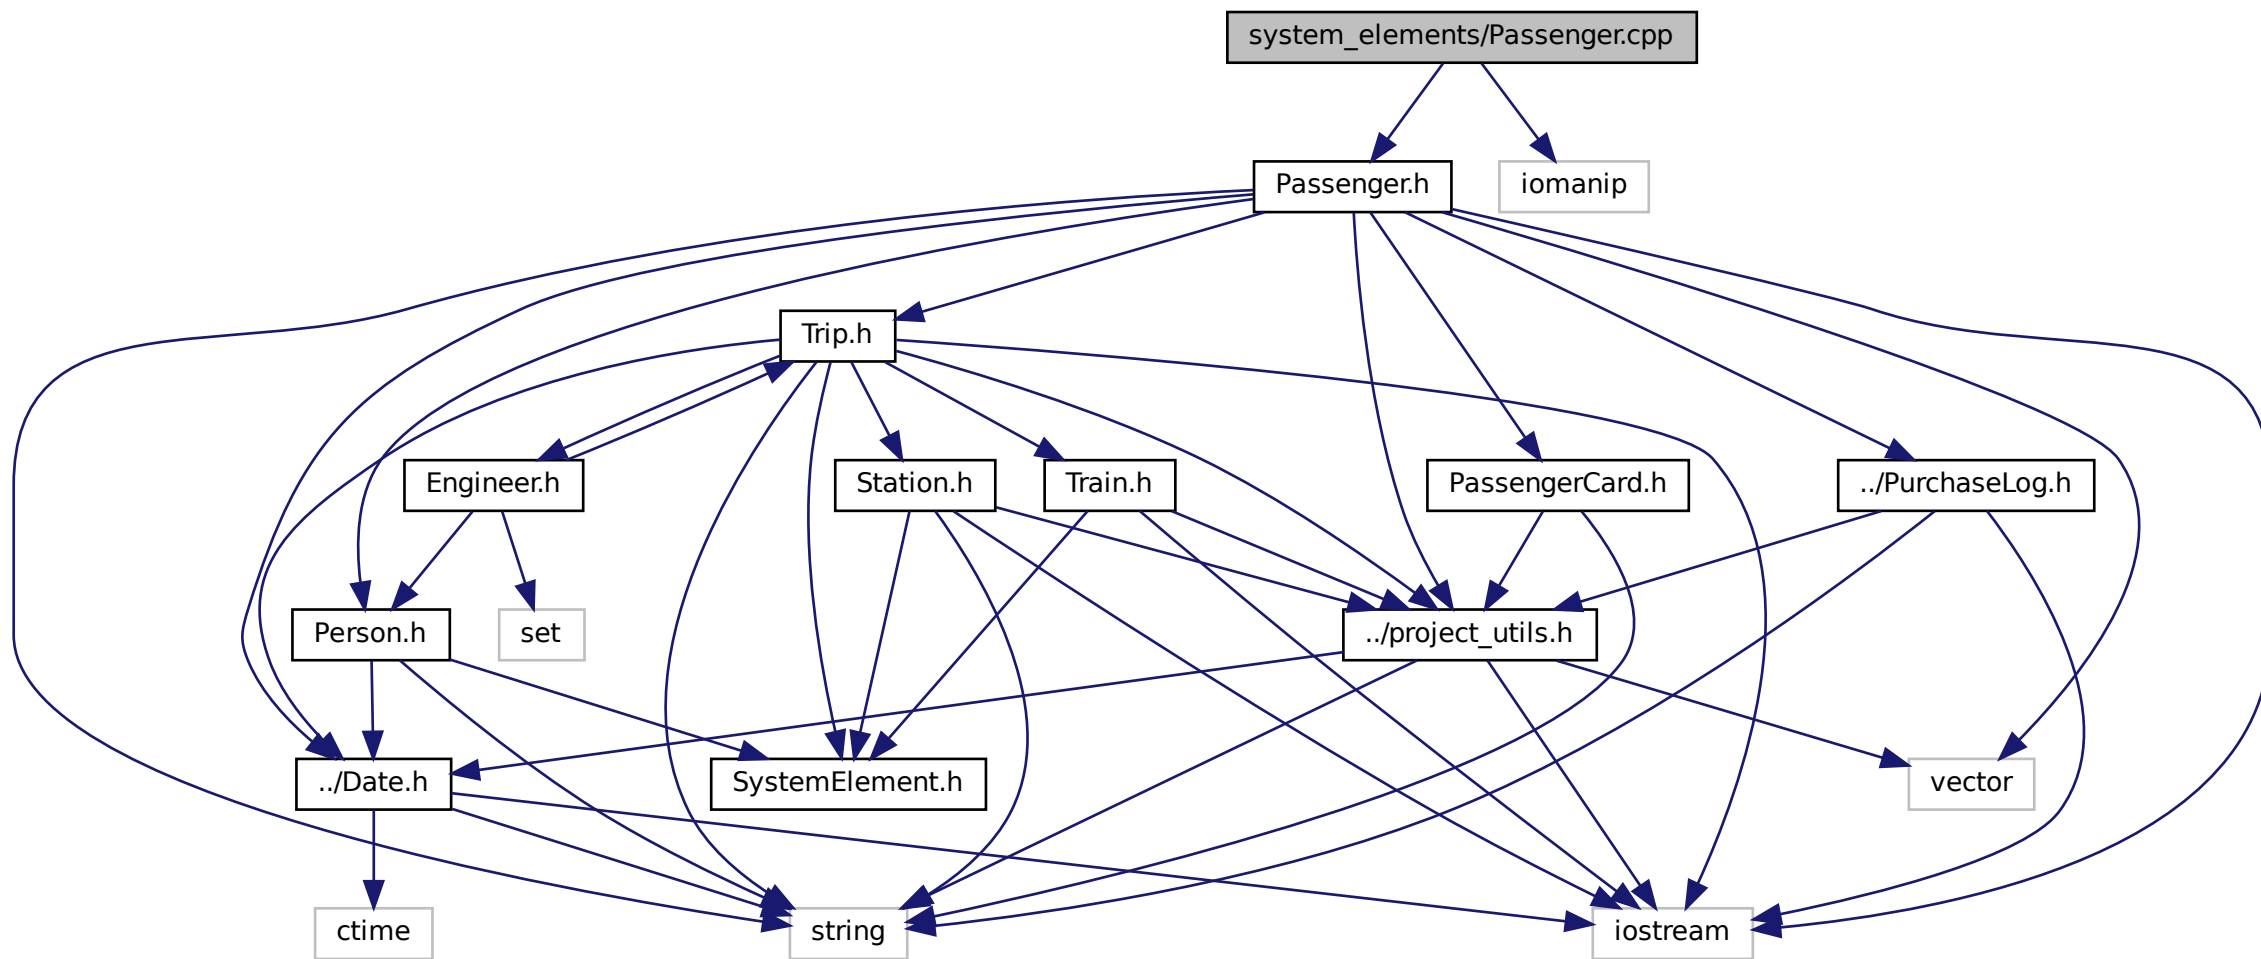 system_elements/Passenger.cpp
Passenger.h
iomanip
Trip.h
Engineer.h
Station.h
Train.h
PassengerCard.h
../PurchaseLog.h
Person.h
set
../project_utils.h
../Date.h
SystemElement.h
vector
ctime
string
iostream